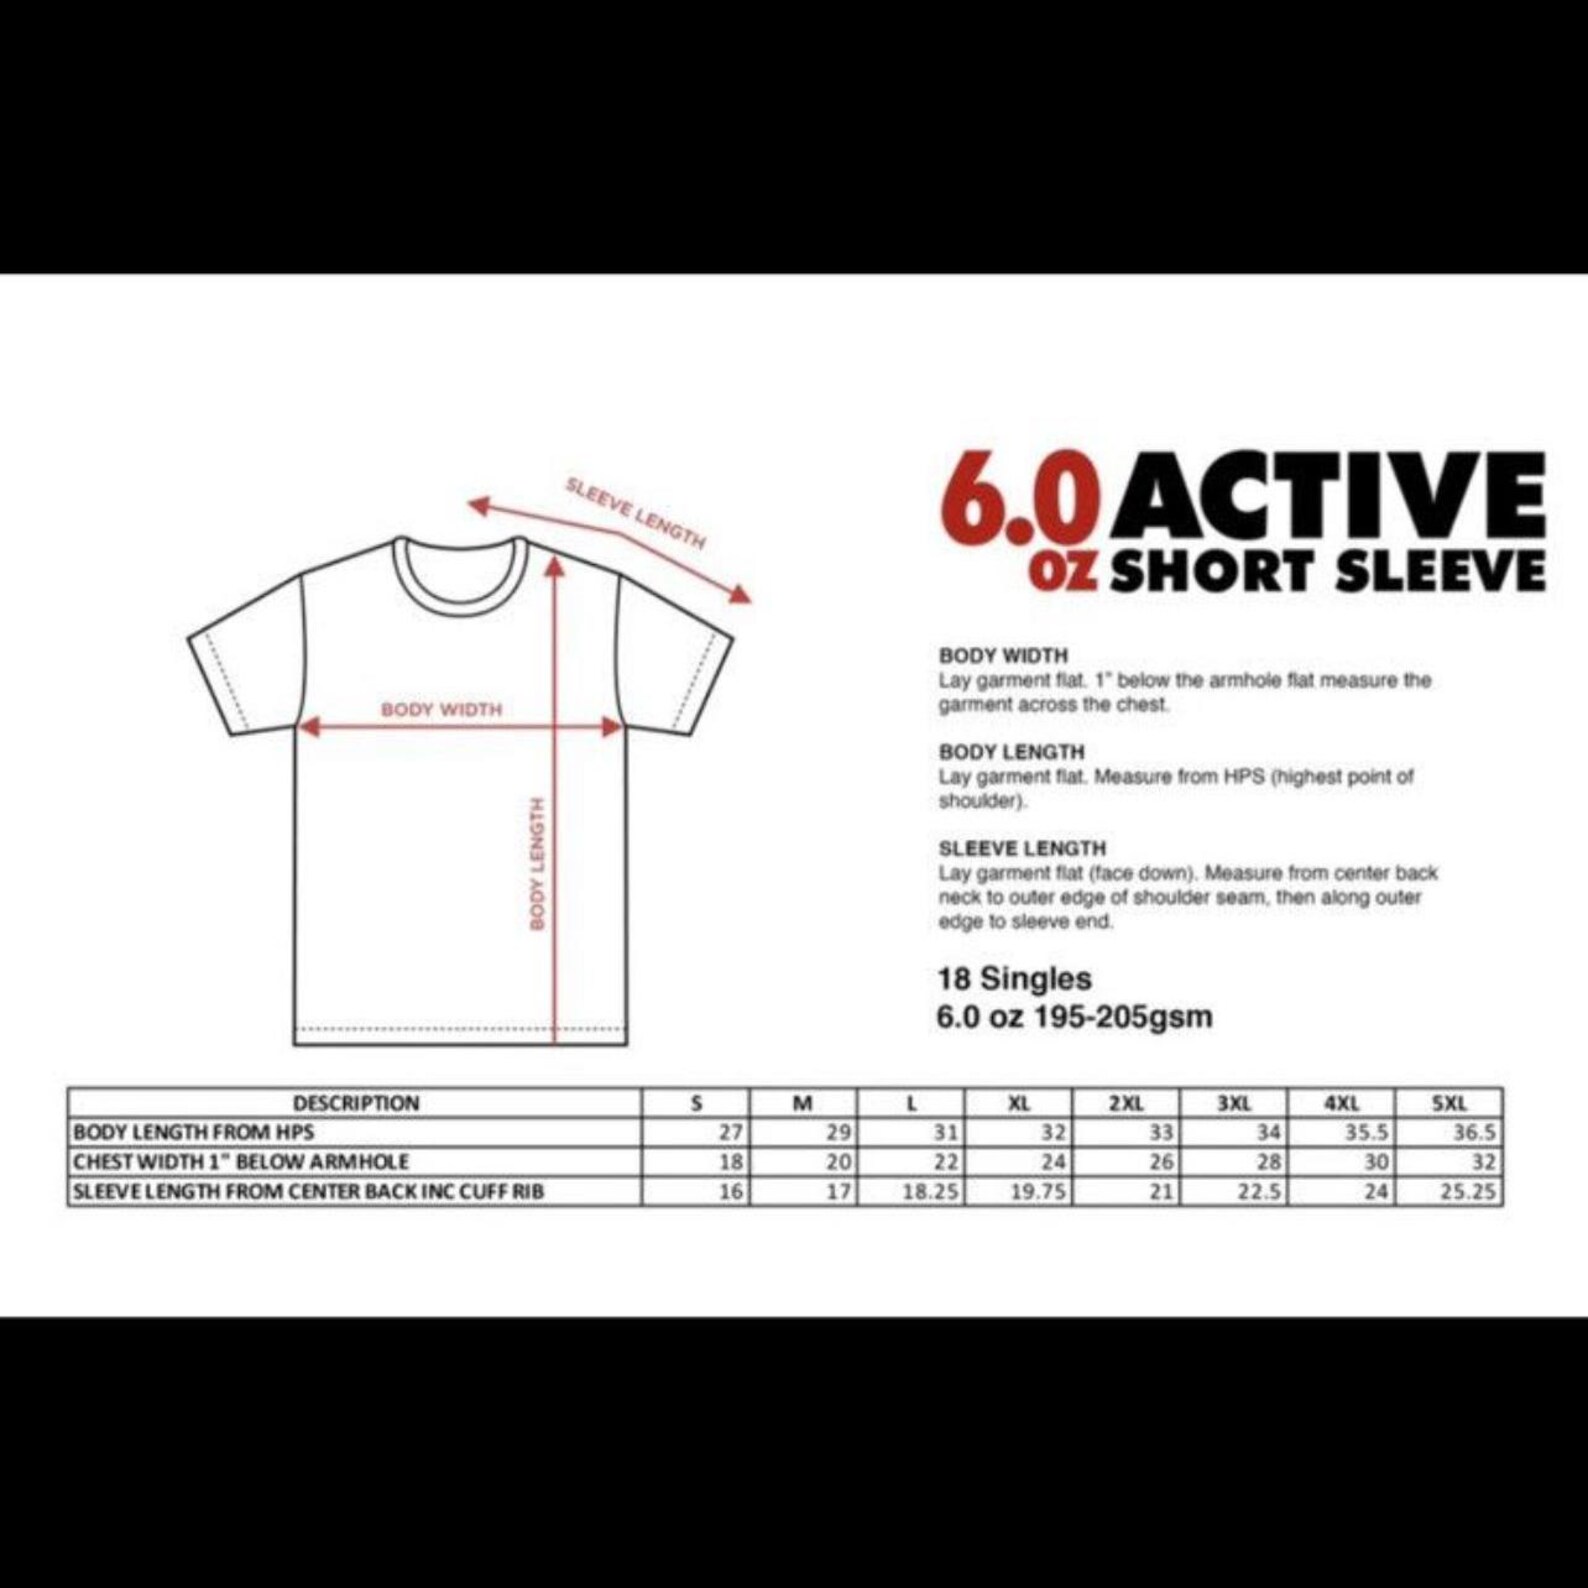 6.0 ACTIVE
OZ SHORT SLEEVE
SLEEVE LENGTH
BODY WIDTH
BODY LENGTH
BODY WIDTH
Lay garment flat. 1" below the armhole flat measure the
garment across the chest.
BODY LENGTH
Lay garment flat. Measure from HPS (highest point of
shoulder).
SLEEVE LENGTH
Lay garment flat (face down). Measure from center back
neck to outer edge of shoulder seam, then along outer
edge to sleeve end.
18 Singles
6.0 oz 195-205gsm
DESCRIPTION S M L XL 2XL 3XL 4XL 5XL
BODY LENGTH FROM HPS 27 29 31 32 33 34 35.5 36.5
CHEST WIDTH 1" BELOW ARMHOLE 18 20 22 24 26 28 30 32
SLEEVE LENGTH FROM CENTER BACK INC CUFF RIB 16 17 18.25 19.75 21 22.5 24 25.25